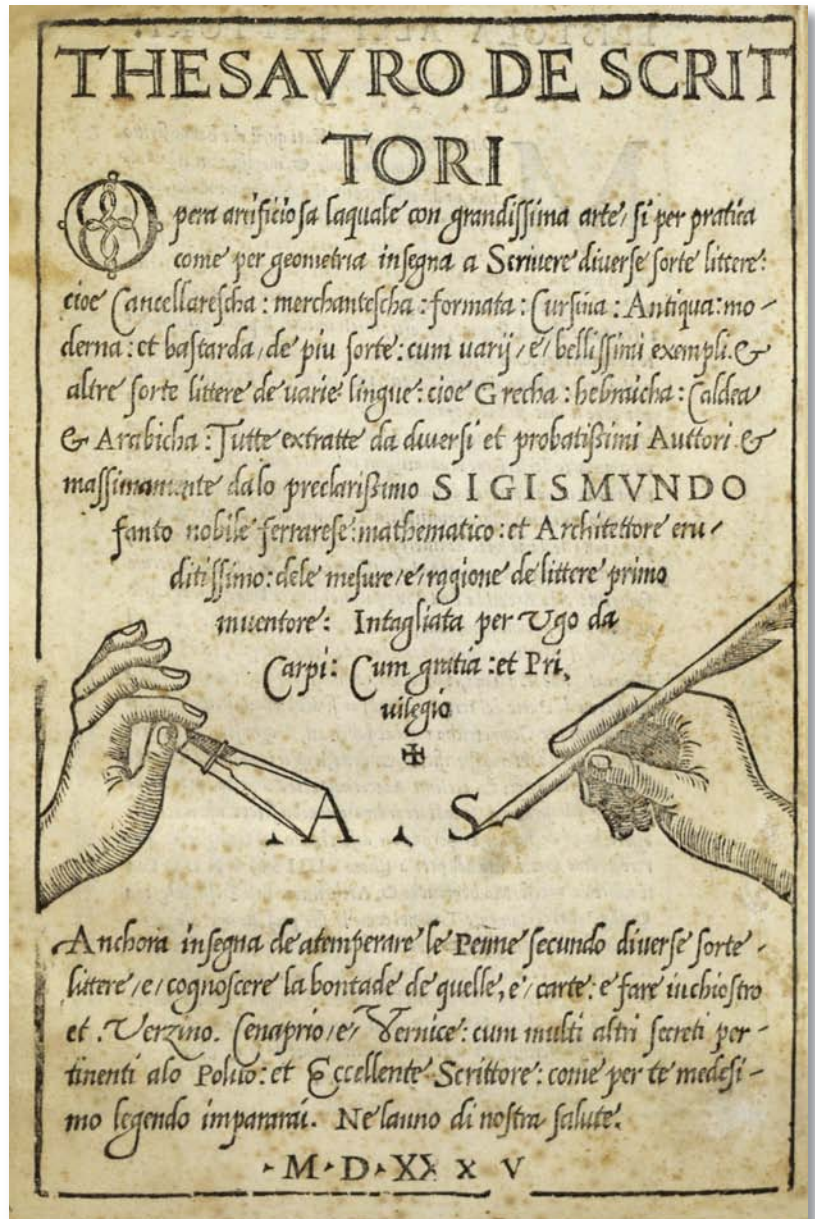 THESAVRO DE SCRIT
TORI
Opera artificiosa laquale con grandissima arte, si per pratica
come per geometria insegna a Scriuere diuerse sorte littere:
cioe Cancellarescha: merchantescha: formata: Cursiua: Antiqua: mo-
derna: et bastarda, de piu sorte: cum uarij, e, bellissimi exempli. &
altre sorte littere de uarie lingue: cioe Grecha: hebraicha: Caldea
& Arabicha: Tutte extratte da diuersi et probatissimi Auttori &
massimamente da lo preclarissimo SIGISMVNDO
fanto nobile ferrarese: mathematico: et Architettore eru-
ditissimo: dele mesure, e, ragione de littere primo
inuentore: Intagliata per Ugo da
Carpi: Cum gratia: et Pri,
uilegio
✠
.A . S
Anchora insegna de atemperare le Penne secundo diuerse sorte
littere, e, cognoscere la bontade de quelle, e, carte: e fare inchiostro
et . Verzino. Cenaprio, e, Vernice: cum multi altri secreti per-
tinenti alo Poluo: et Eccellente Scrittore: come per te medesi-
mo legendo impararai. Ne lanno di nostra salute.
·M·D·XX x V